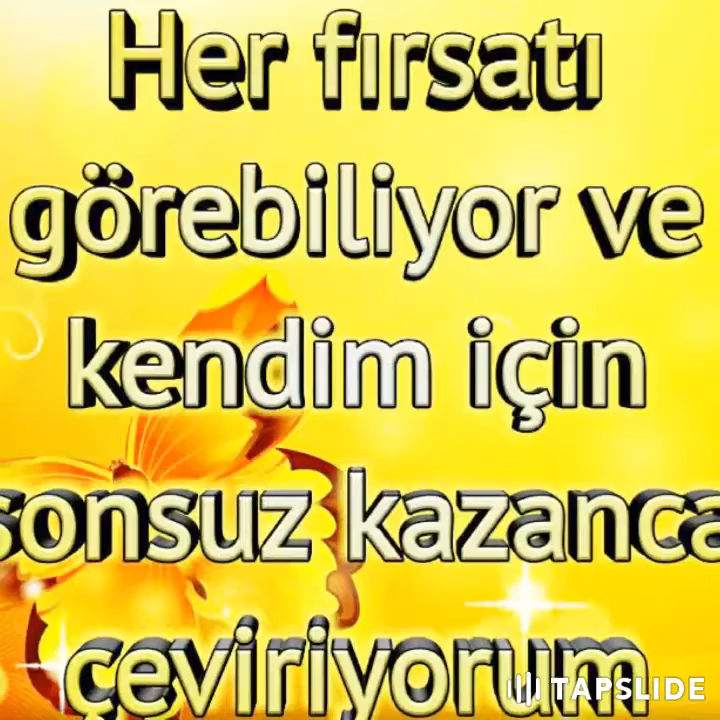 Her fırsatı
görebiliyor ve
kendim için
sonsuz kazanca
çeviriyorum
TAPSLIDE